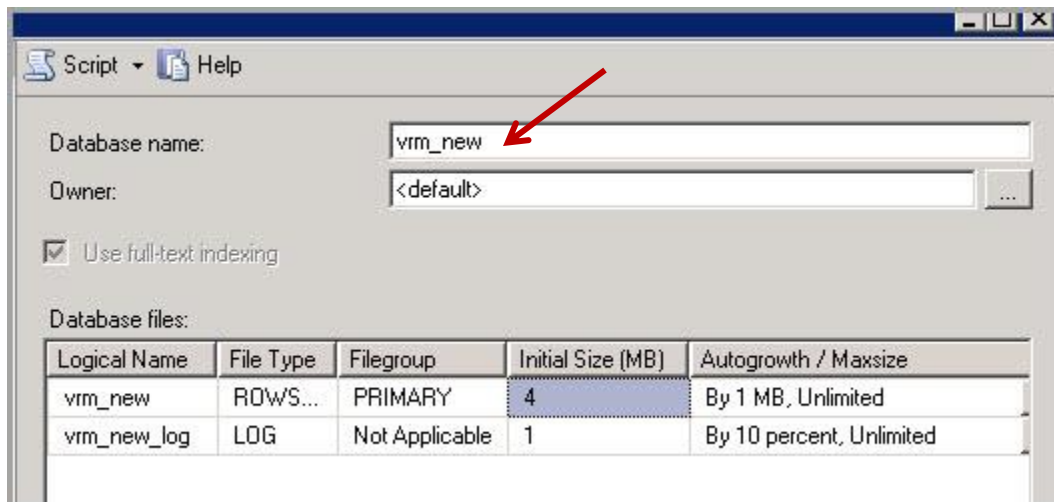 Script Help
Database name: vrm_new
Owner: <default> ...
Use full-text indexing
Database files:
Logical Name File Type Filegroup Initial Size (MB) Autogrowth / Maxsize
vrm_new ROWS... PRIMARY 4 By 1 MB, Unlimited
vrm_new_log LOG Not Applicable 1 By 10 percent, Unlimited